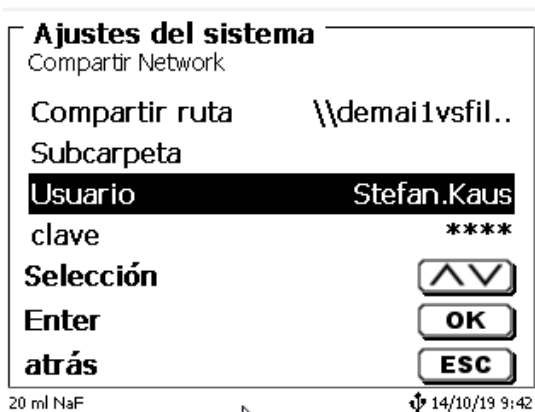 Ajustes del sistema
Compartir Network
Compartir ruta \\demai1vsfil..
Subcarpeta
Usuario Stefan.Kaus
clave ****
Selección
Enter OK
atrás ESC
20 ml NaF 14/10/19 9:42